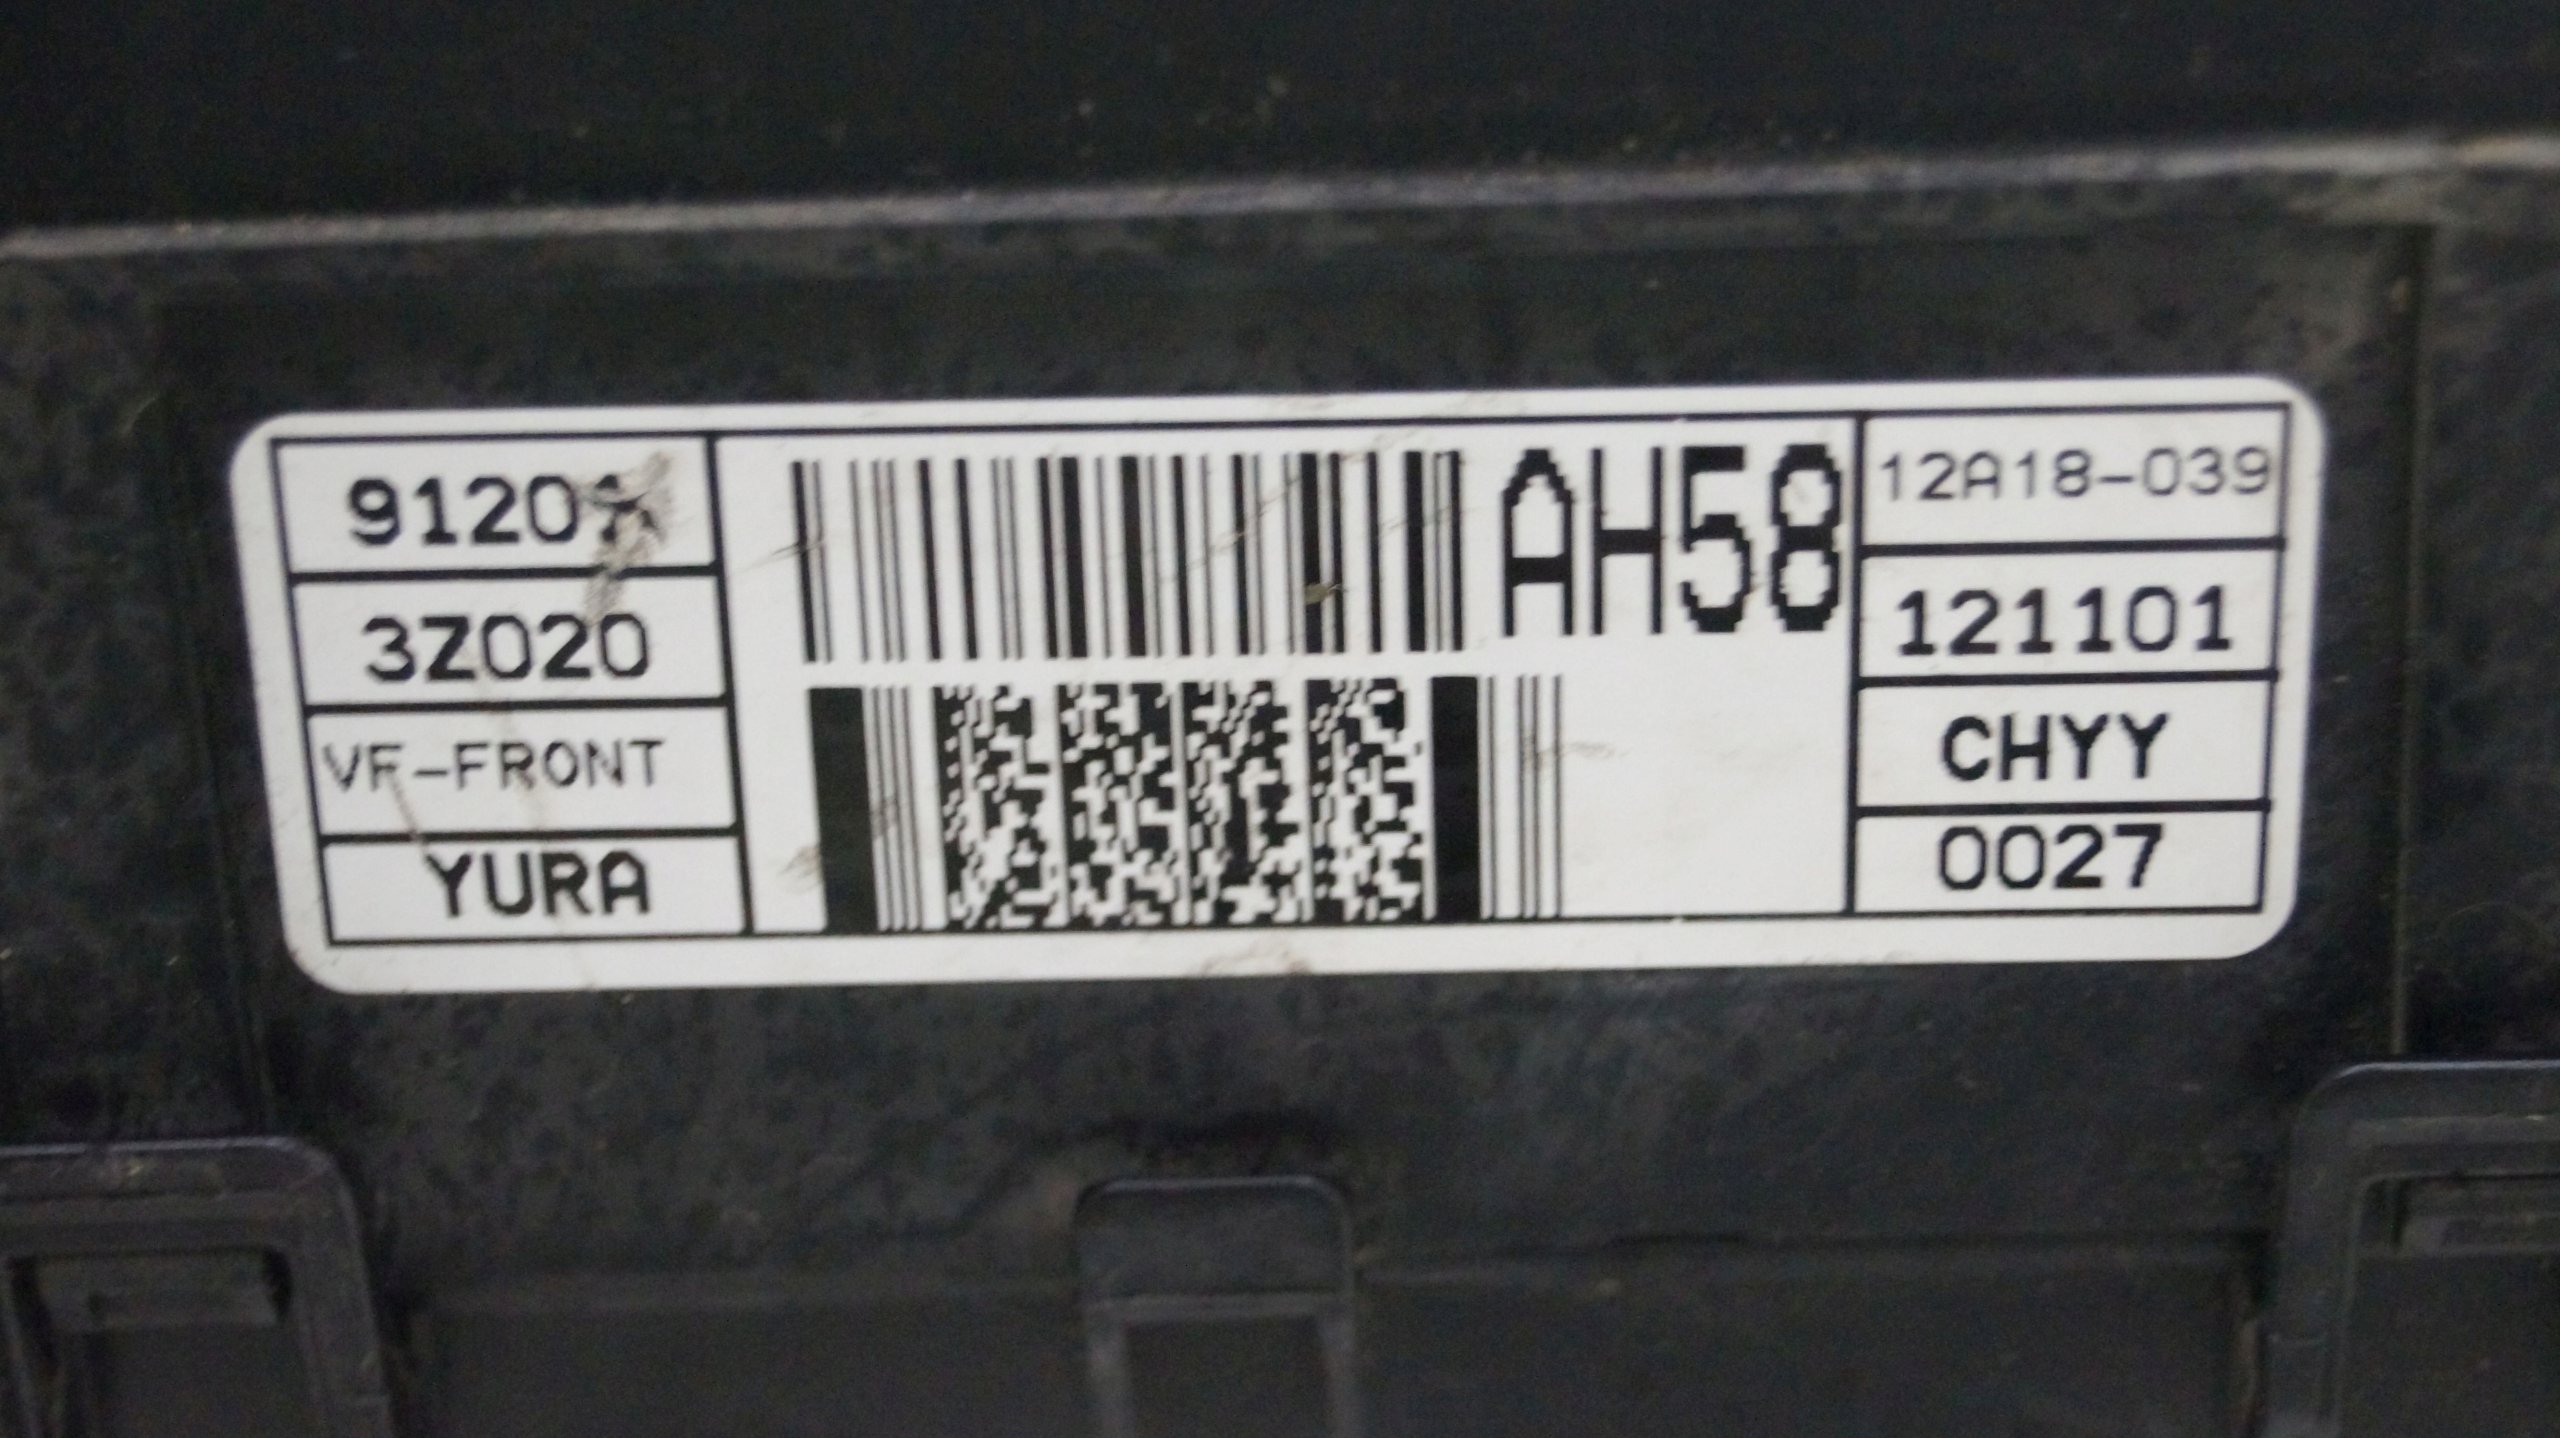 3Z020
VF-FRONT
YURA
AH58
12A18-039
121101
CHYY
0027